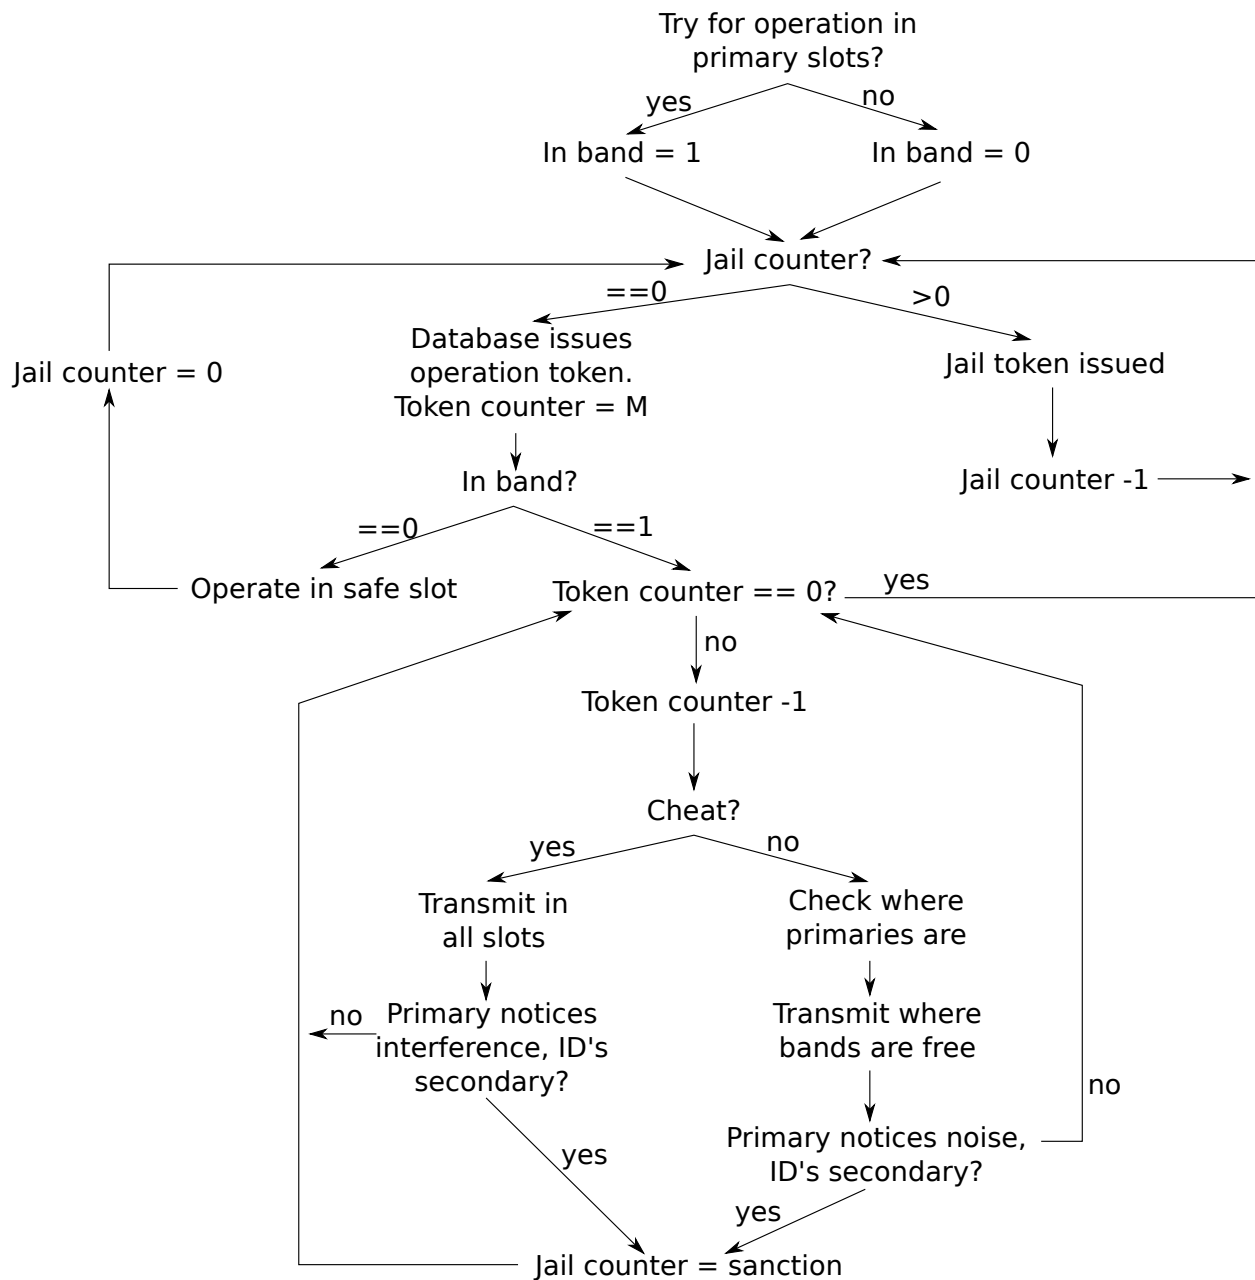 Try for operation in
primary slots?
yes
no
In band = 1
In band = 0
Jail counter?
==0
>0
Database issues
operation token.
Token counter = M
Jail counter = 0
Jail token issued
In band?
Jail counter -1
==0
==1
Operate in safe slot
Token counter == 0?
yes
no
Token counter -1
Cheat?
yes
no
Transmit in
all slots
Check where
primaries are
no
Primary notices
interference, ID's
secondary?
Transmit where
bands are free
no
Primary notices noise,
ID's secondary?
yes
yes
Jail counter = sanction